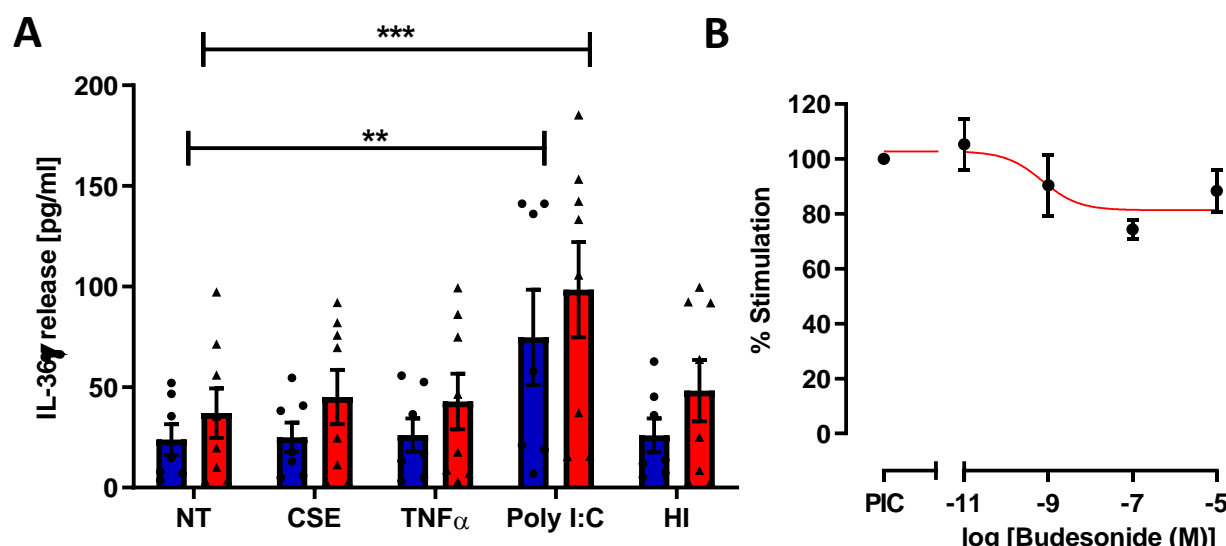 A
B
***
**
200
150
100
50
0
IL-36γ release [pg/ml]
NT CSE TNFα Poly I:C HI
120
100
80
60
40
20
0
% Stimulation
PIC -11 -9 -7 -5
log [Budesonide (M)]